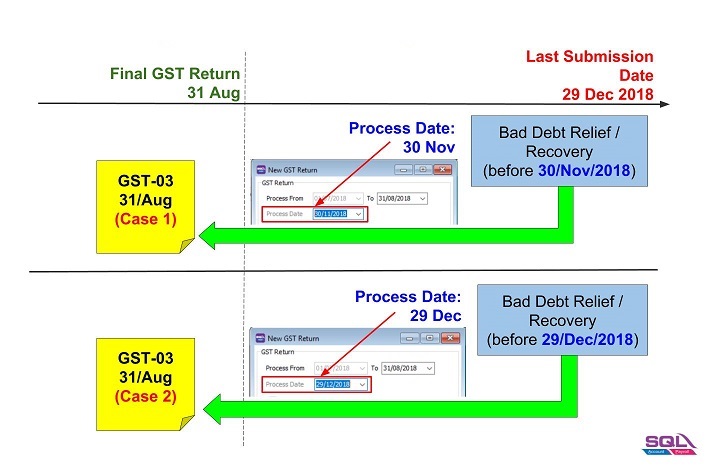 Final GST Return
31 Aug
Last Submission
Date
29 Dec 2018
Process Date:
30 Nov
Bad Debt Relief /
Recovery
(before 30/Nov/2018)
GST-03
31/Aug
(Case 1)
New GST Return
GST Return
Process From To 31/08/2018
Process Date 30/11/2018
Process Date:
29 Dec
Bad Debt Relief /
Recovery
(before 29/Dec/2018)
GST-03
31/Aug
(Case 2)
New GST Return
GST Return
Process From To 31/08/2018
Process Date 29/12/2018
SQL
Account Payroll